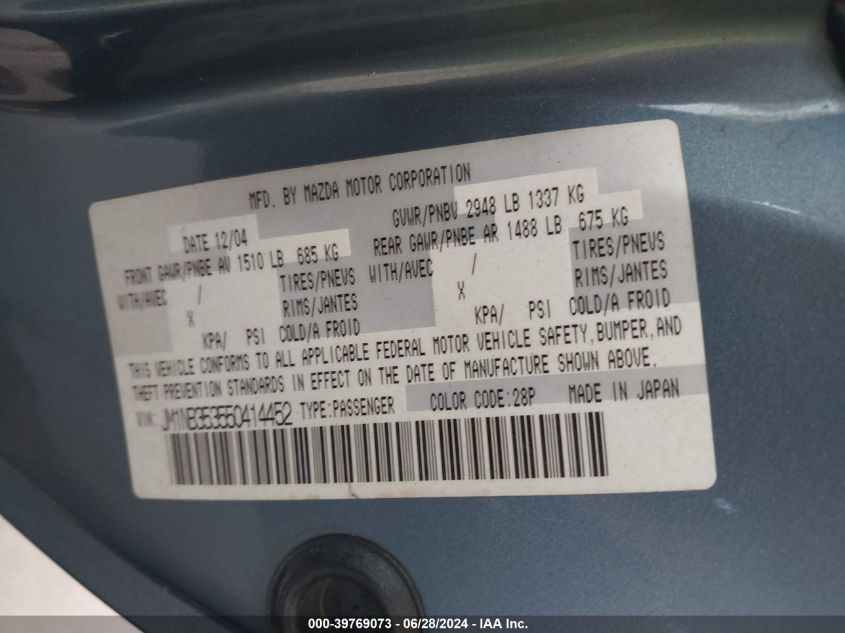 MFD. BY MAZDA MOTOR CORPORATION
DATE 12/04 GVWR/PNBV 2948 LB 1337 KG
FRONT GAWR/PNBE AV 1510 LB 685 KG REAR GAWR/PNBE AR 1488 LB 675 KG
WITH/AVEC / TIRES/PNEUS WITH/AVEC / TIRES/PNEUS
X RIMS/JANTES X RIMS/JANTES
KPA/ PSI COLD/A FROID KPA/ PSI COLD/A FROID
THIS VEHICLE CONFORMS TO ALL APPLICABLE FEDERAL MOTOR VEHICLE SAFETY, BUMPER, AND
THEFT PREVENTION STANDARDS IN EFFECT ON THE DATE OF MANUFACTURE SHOWN ABOVE.
VIN: JM1NB353550414452 TYPE:PASSENGER COLOR CODE:28P MADE IN JAPAN
© COPART -39769073 - 06/28/2024 - IAA Inc.